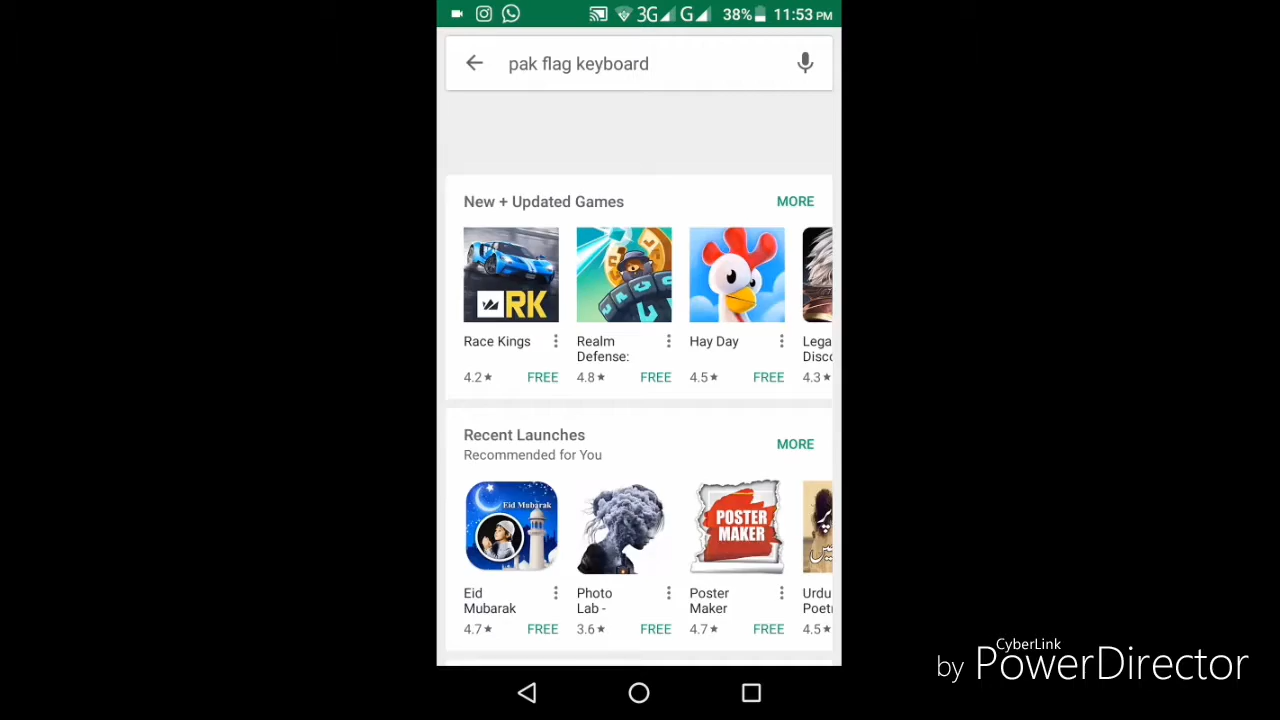 3G G 38% 11:53 PM
pak flag keyboard
New + Updated Games MORE
RK
Race Kings Realm Defense: Hay Day Lega Disco
4.2★ FREE 4.8★ FREE 4.5★ FREE 4.3★
Recent Launches
Recommended for You
MORE
Eid Mubarak
POSTER
MAKER
Eid Mubarak Photo Lab - Poster Maker Urdu Poetr
4.7★ FREE 3.6★ FREE 4.7★ FREE 4.5★
CyberLink
by PowerDirector